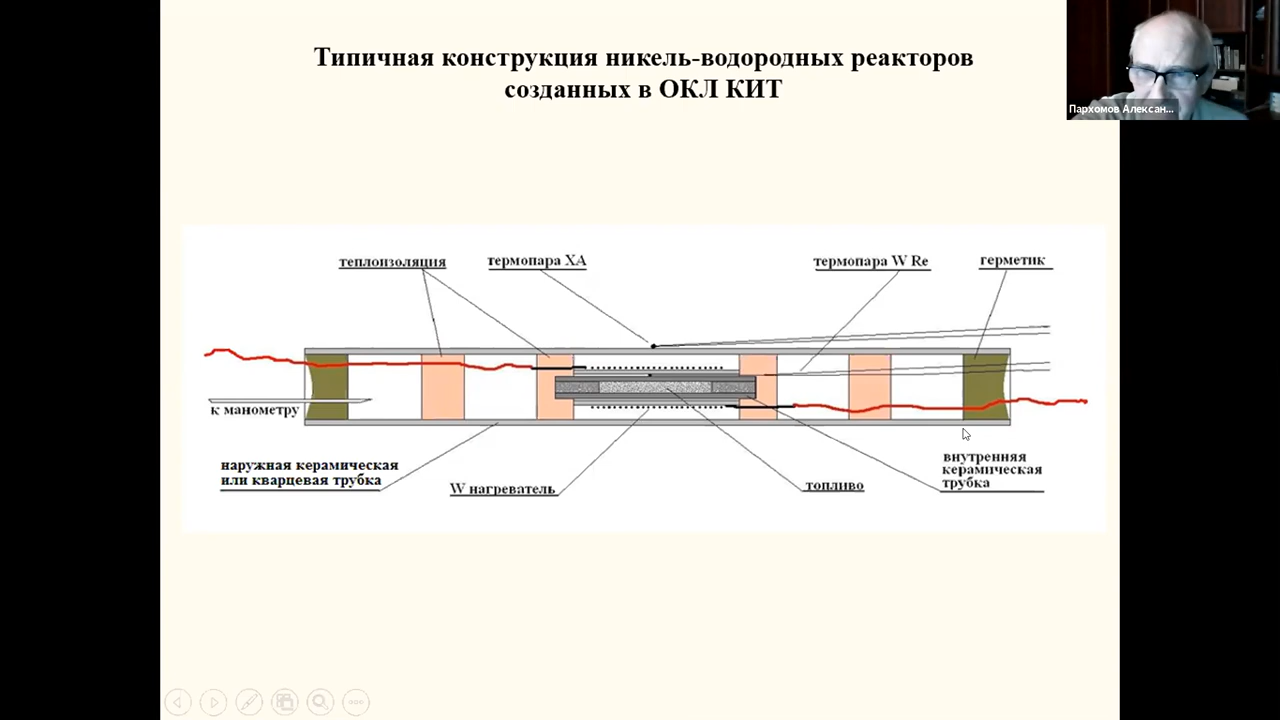 Типичная конструкция никель-водородных реакторов
созданных в ОКЛ КИТ
Пархомов Алексан...
теплоизоляция
термопара ХА
термопара W Re
герметик
к манометру
наружная керамическая
или кварцевая трубка
W нагреватель
топливо
внутренняя
керамическая
трубка